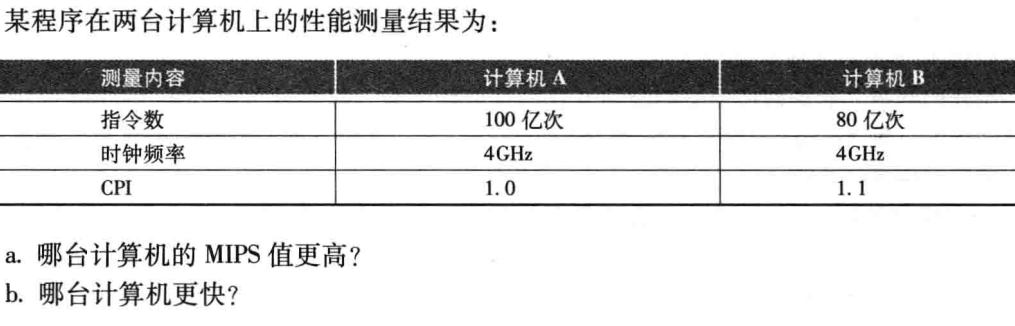 某程序在两台计算机上的性能测量结果为：
测量内容 计算机 A 计算机 B
指令数 100 亿次 80 亿次
时钟频率 4GHz 4GHz
CPI 1.0 1.1
a. 哪台计算机的 MIPS 值更高?
b. 哪台计算机更快?